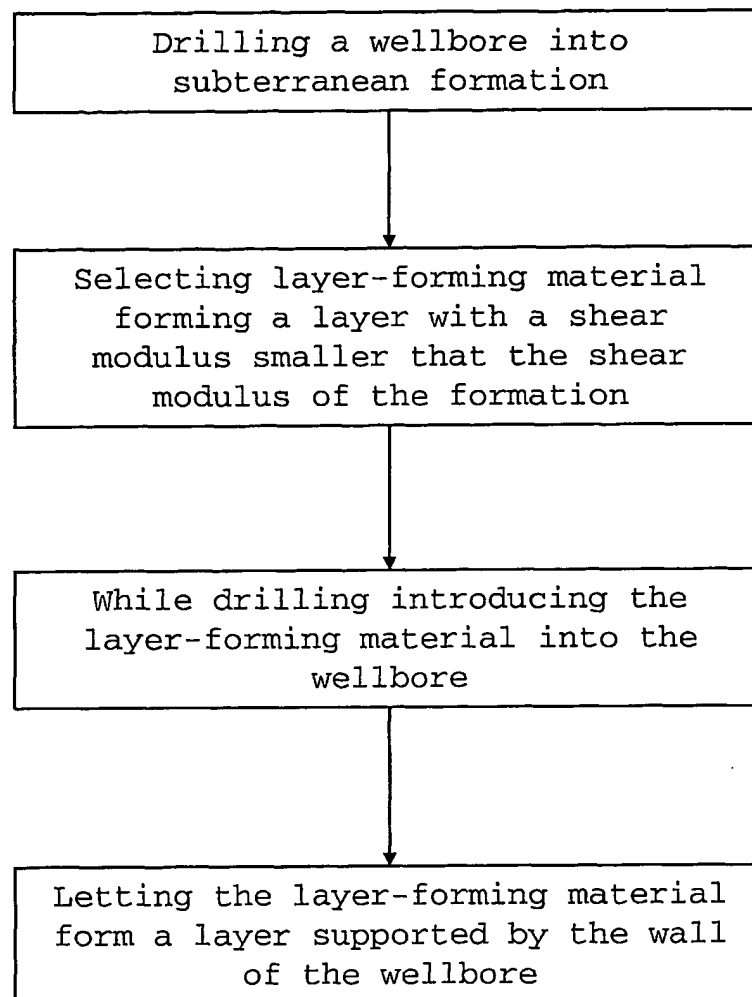 Drilling a wellbore into
subterranean formation
Selecting layer-forming material
forming a layer with a shear
modulus smaller that the shear
modulus of the formation
While drilling introducing the
layer-forming material into the
wellbore
Letting the layer-forming material
form a layer supported by the wall
of the wellbore